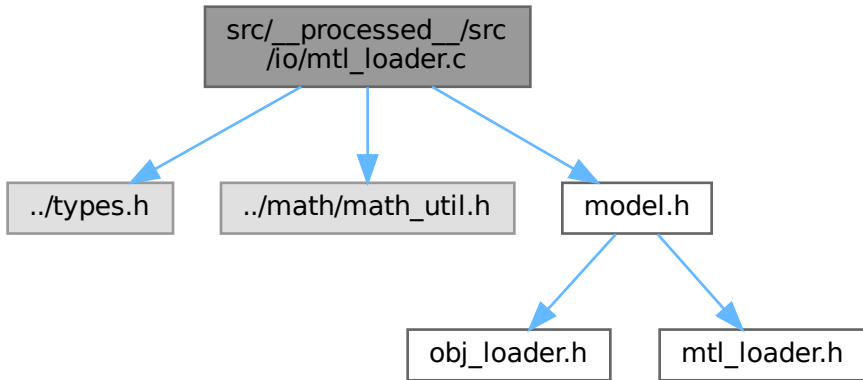 src/__processed__/src
/io/mtl_loader.c
../types.h
../math/math_util.h
model.h
obj_loader.h
mtl_loader.h